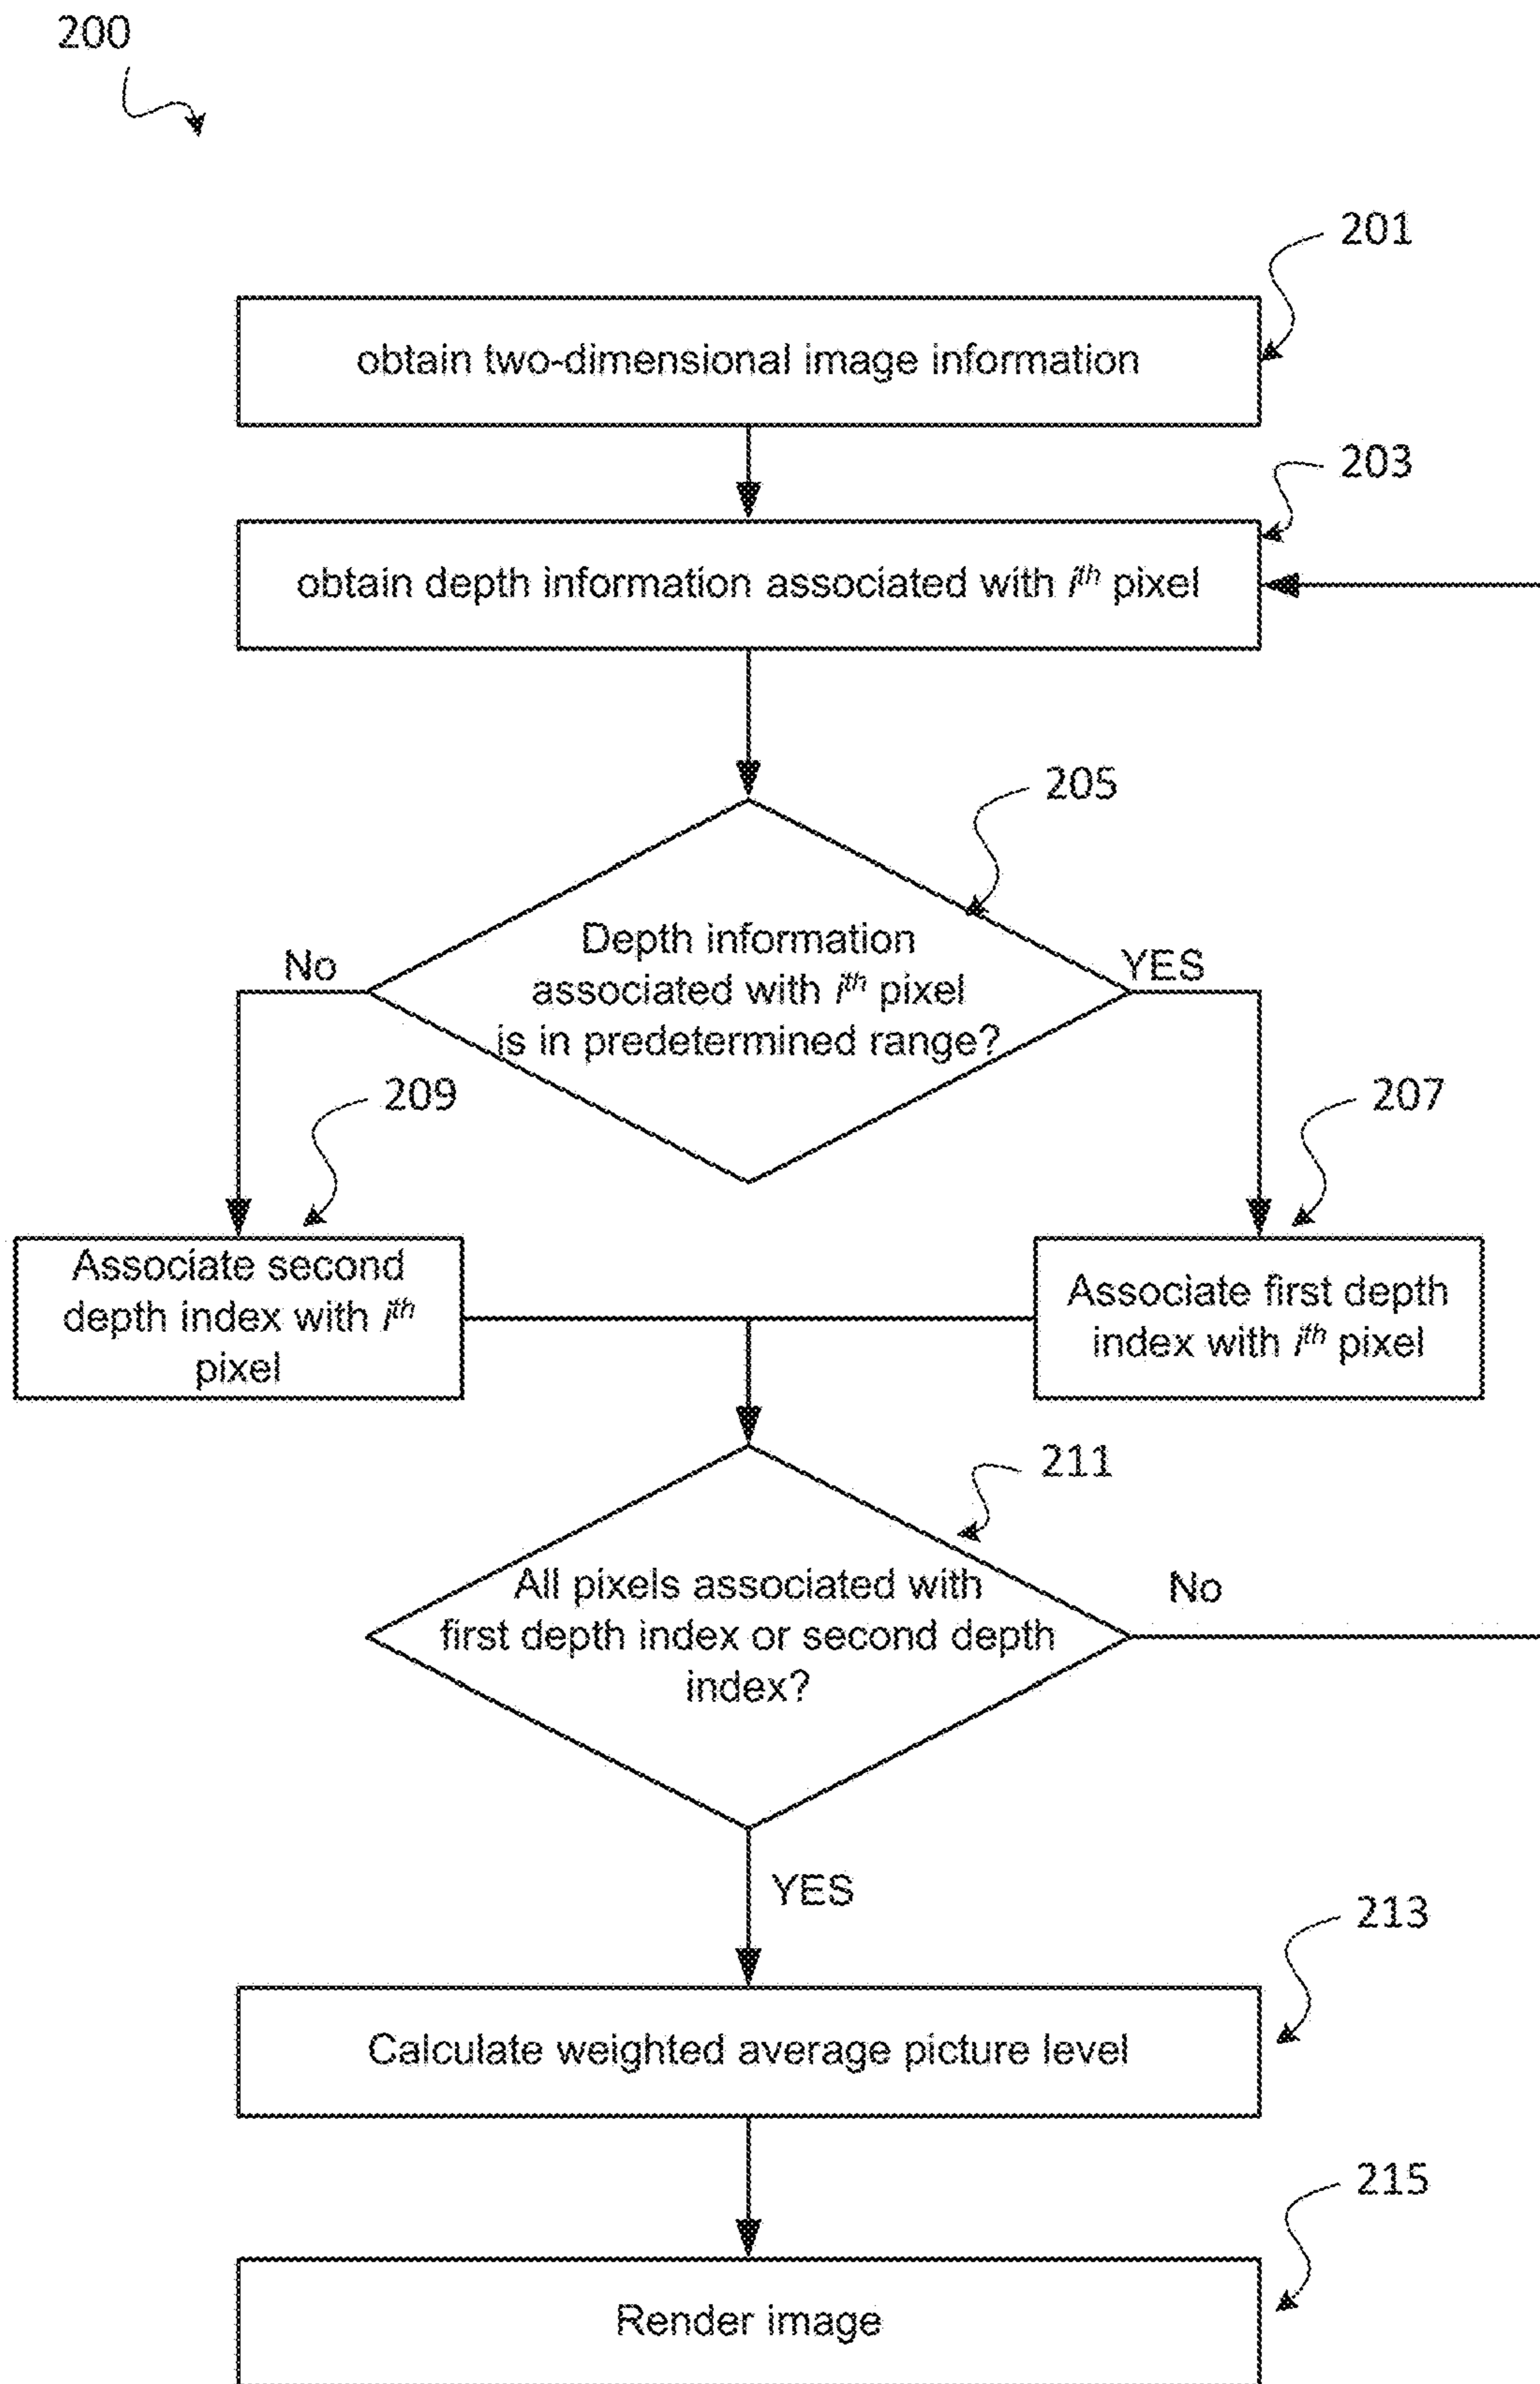 200
201
obtain two-dimensional image information
203
obtain depth information associated with ith pixel
205
Depth information
associated with ith pixel
is in predetermined range?
No
YES
209
207
Associate second
depth index with ith
pixel
Associate first depth
index with ith pixel
211
All pixels associated with
first depth index or second depth
index?
No
YES
213
Calculate weighted average picture level
215
Render image